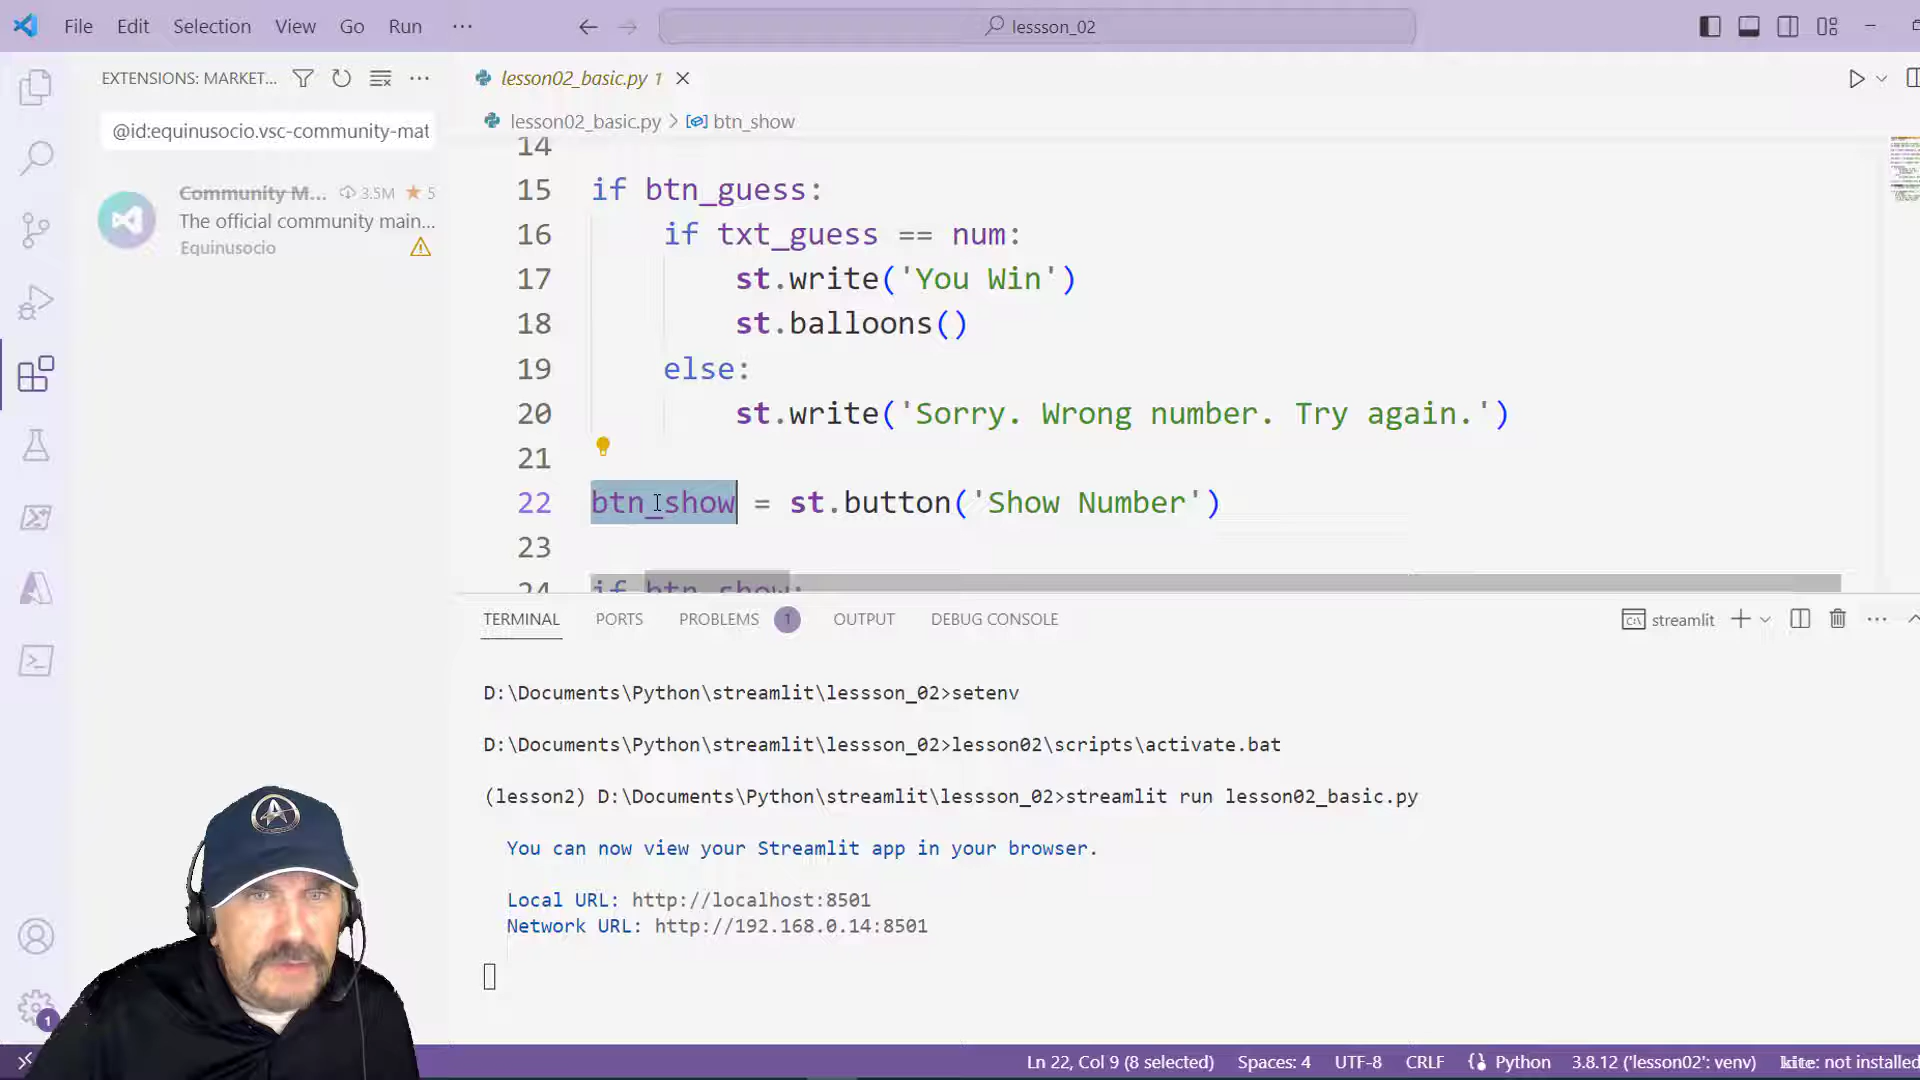 File Edit Selection View Go Run ··· lessson_02
EXTENSIONS: MARKET...
@id:equinusocio.vsc-community-mat
Community M... 3.5M 5
The official community main...
Equinusocio
lesson02_basic.py 1
lesson02_basic.py > btn_show
14
15 if btn_guess:
16 if txt_guess == num:
17 st.write('You Win')
18 st.balloons()
19 else:
20 st.write('Sorry. Wrong number. Try again.')
21
22 btn_show = st.button('Show Number')
23
24 if btn_show:
TERMINAL PORTS PROBLEMS 1 OUTPUT DEBUG CONSOLE streamlit
D:\Documents\Python\streamlit\lessson_02>setenv
D:\Documents\Python\streamlit\lessson_02>lesson02\scripts\activate.bat
(lesson2) D:\Documents\Python\streamlit\lessson_02>streamlit run lesson02_basic.py
You can now view your Streamlit app in your browser.
Local URL: http://localhost:8501
Network URL: http://192.168.0.14:8501
1
Ln 22, Col 9 (8 selected) Spaces: 4 UTF-8 CRLF Python 3.8.12 ('lesson02': venv) kite: not installed